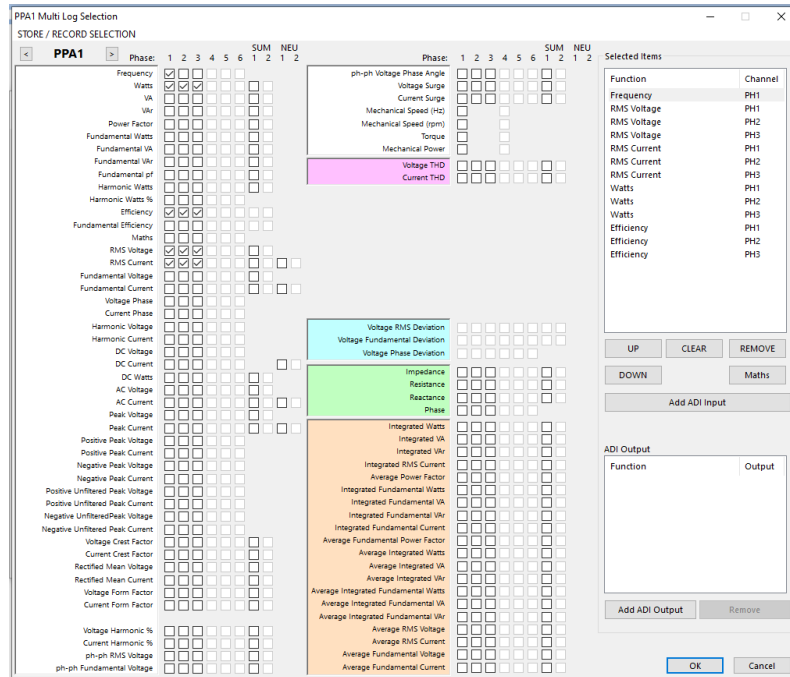 PPA1 Multi Log Selection
STORE / RECORD SELECTION
< PPA1 >
Phase: 1 2 3 4 5 6 SUM 1 2 NEU 1 2
Frequency
Watts
VA
VAr
Power Factor
Fundamental Watts
Fundamental VA
Fundamental VAr
Fundamental pf
Harmonic Watts
Harmonic Watts %
Efficiency
Fundamental Efficiency
Maths
RMS Voltage
RMS Current
Fundamental Voltage
Fundamental Current
Voltage Phase
Current Phase
Harmonic Voltage
Harmonic Current
DC Voltage
DC Current
DC Watts
AC Voltage
AC Current
Peak Voltage
Peak Current
Positive Peak Voltage
Positive Peak Current
Negative Peak Voltage
Negative Peak Current
Positive Unfiltered Peak Voltage
Positive Unfiltered Peak Current
Negative UnfilteredPeak Voltage
Negative Unfiltered Peak Current
Voltage Crest Factor
Current Crest Factor
Rectified Mean Voltage
Rectified Mean Current
Voltage Form Factor
Current Form Factor
Voltage Harmonic %
Current Harmonic %
ph-ph RMS Voltage
ph-ph Fundamental Voltage
Phase: 1 2 3 4 5 6 SUM 1 2 NEU 1 2
ph-ph Voltage Phase Angle
Voltage Surge
Current Surge
Mechanical Speed (Hz)
Mechanical Speed (rpm)
Torque
Mechanical Power
Voltage THD
Current THD
Voltage RMS Deviation
Voltage Fundamental Deviation
Voltage Phase Deviation
Impedance
Resistance
Reactance
Phase
Integrated Watts
Integrated VA
Integrated VAr
Integrated RMS Current
Average Power Factor
Integrated Fundamental Watts
Integrated Fundamental VA
Integrated Fundamental VAr
Integrated Fundamental Current
Average Fundamental Power Factor
Average Integrated Watts
Average Integrated VA
Average Integrated VAr
Average Integrated Fundamental Watts
Average Integrated Fundamental VA
Average Integrated Fundamental VAr
Average RMS Voltage
Average RMS Current
Average Fundamental Voltage
Average Fundamental Current
Selected Items
Function Channel
Frequency PH1
RMS Voltage PH1
RMS Voltage PH2
RMS Voltage PH3
RMS Current PH1
RMS Current PH2
RMS Current PH3
Watts PH1
Watts PH2
Watts PH3
Efficiency PH1
Efficiency PH2
Efficiency PH3
UP CLEAR REMOVE
DOWN Maths
Add ADI Input
ADI Output
Function Output
Add ADI Output Remove
OK Cancel